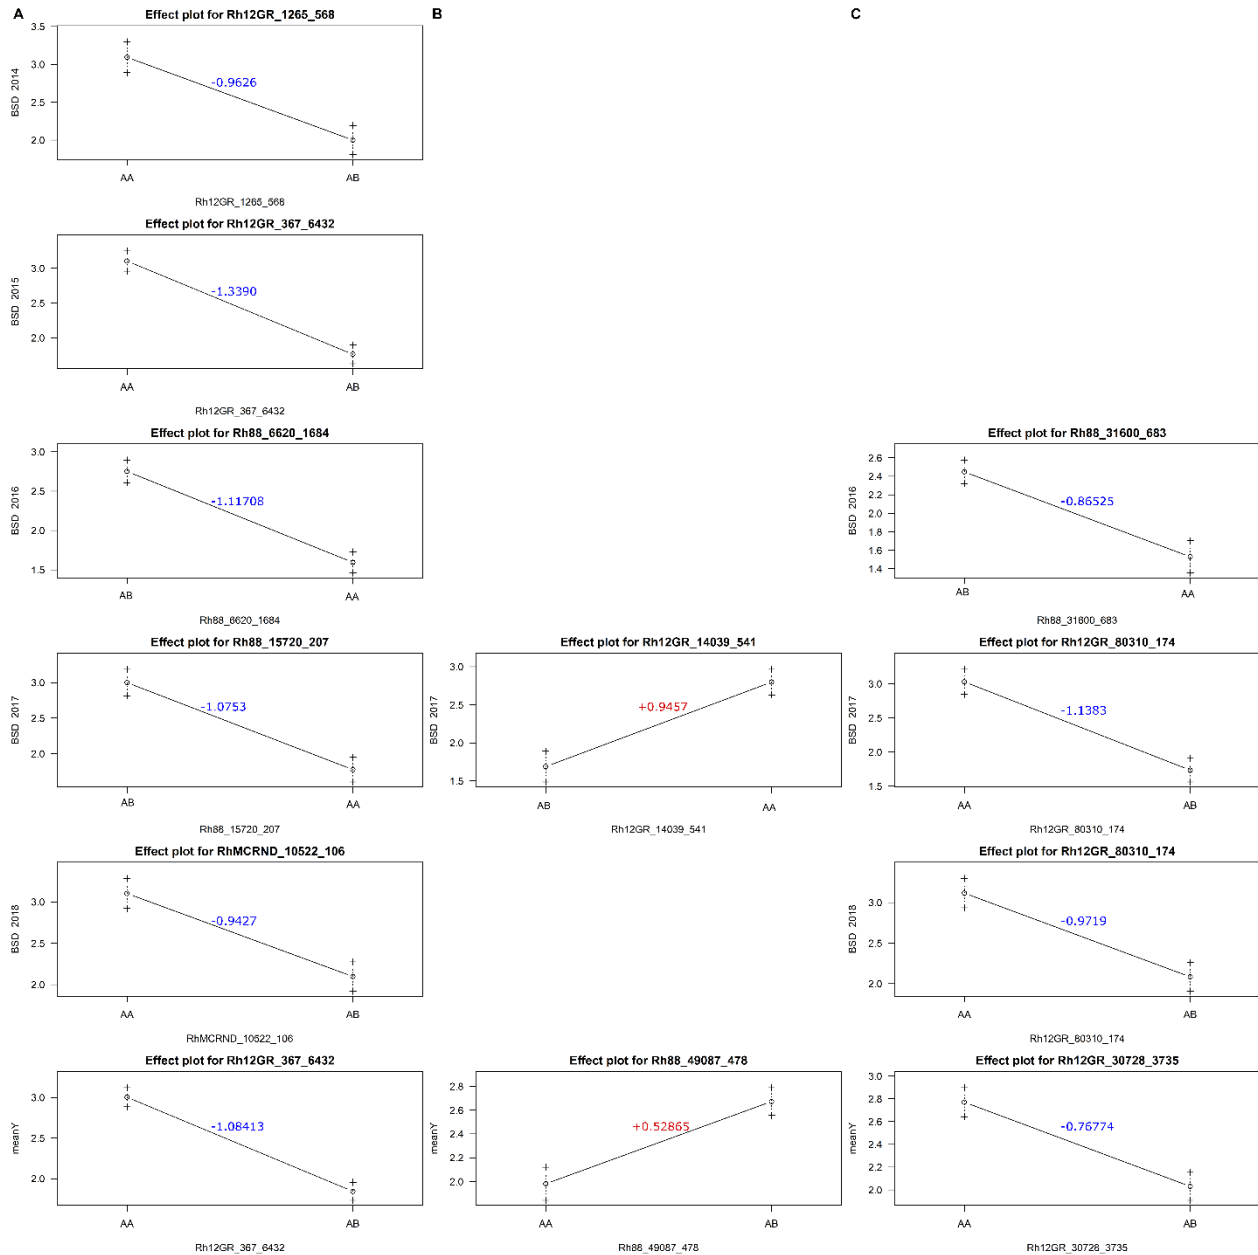 A
B
C
Effect plot for Rh12GR_1265_568
BSD 2014
3.5
3.0
2.5
2.0
-0.9626
AA
AB
Rh12GR_1265_568
Effect plot for Rh12GR_367_6432
BSD 2015
3.0
2.5
2.0
-1.3390
AA
AB
Rh12GR_367_6432
Effect plot for Rh88_6620_1684
BSD 2016
3.0
2.5
2.0
1.5
-1.11708
AB
AA
Rh88_6620_1684
Effect plot for Rh88_31600_683
BSD 2016
2.6
2.4
2.2
2.0
1.8
1.6
1.4
-0.86525
AB
AA
Rh88_31600_683
Effect plot for Rh88_15720_207
BSD 2017
3.0
2.5
2.0
-1.0753
AB
AA
Rh88_15720_207
Effect plot for Rh12GR_14039_541
BSD 2017
3.0
2.5
2.0
1.5
+0.9457
AB
AA
Rh12GR_14039_541
Effect plot for Rh12GR_80310_174
BSD 2017
3.0
2.5
2.0
1.5
-1.1383
AA
AB
Rh12GR_80310_174
Effect plot for RhMCRND_10522_106
BSD 2018
3.0
2.5
2.0
-0.9427
AA
AB
RhMCRND_10522_106
Effect plot for Rh12GR_80310_174
BSD 2018
3.0
2.5
2.0
-0.9719
AA
AB
Rh12GR_80310_174
Effect plot for Rh12GR_367_6432
meanY
3.0
2.5
2.0
-1.08413
AA
AB
Rh12GR_367_6432
Effect plot for Rh88_49087_478
meanY
2.8
2.6
2.4
2.2
2.0
+0.52865
AA
AB
Rh88_49087_478
Effect plot for Rh12GR_30728_3735
meanY
3.0
2.8
2.6
2.4
2.2
2.0
-0.76774
AA
AB
Rh12GR_30728_3735